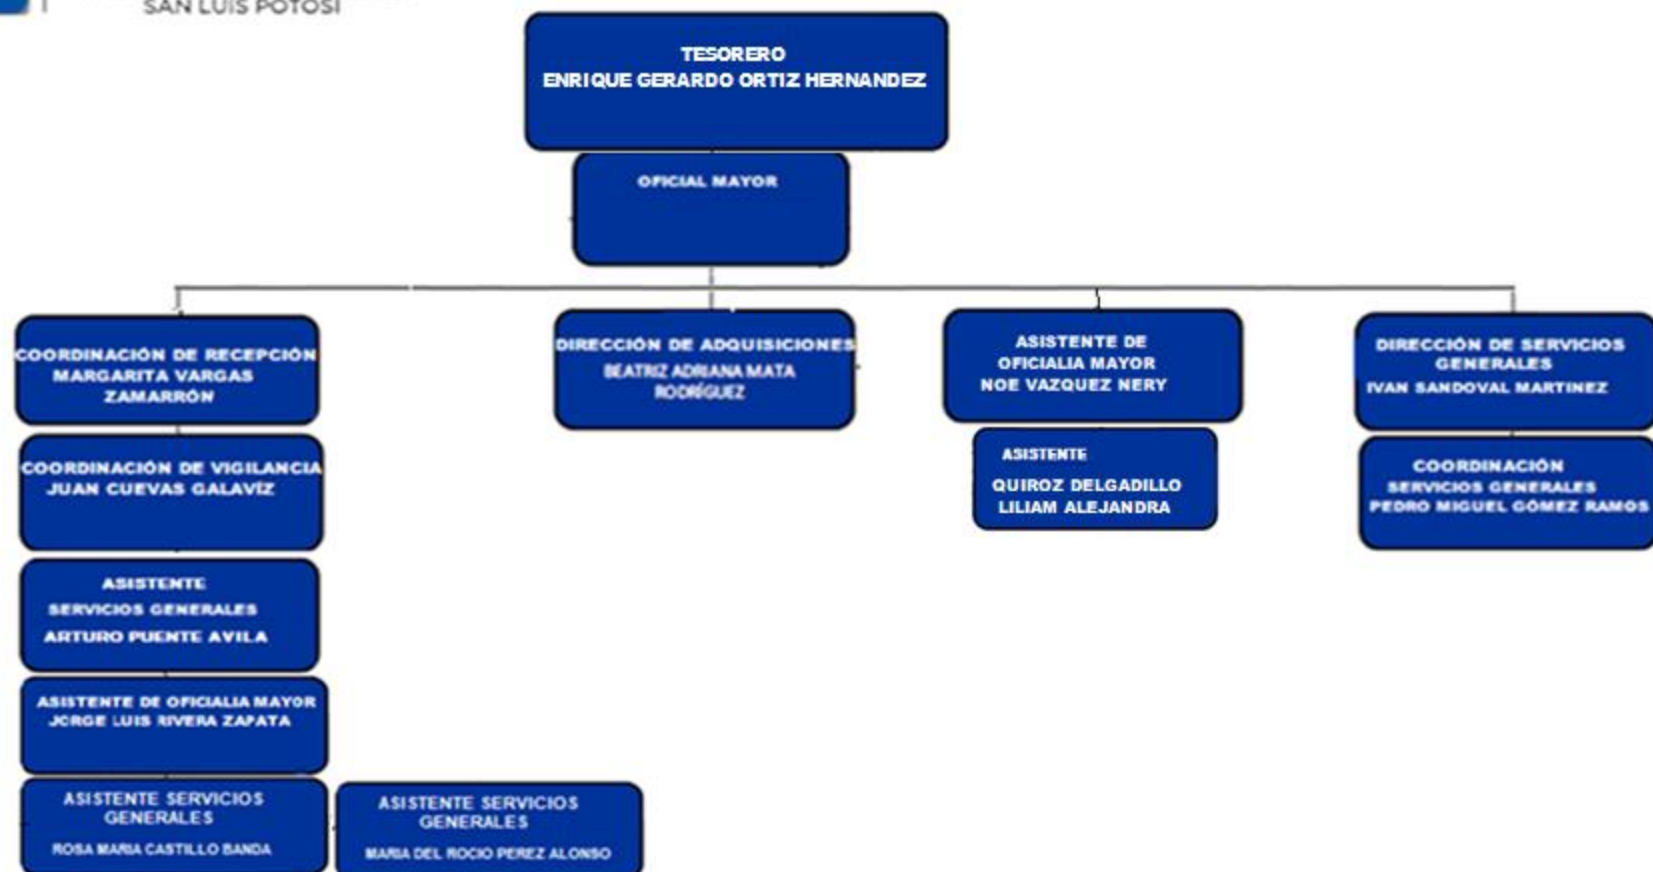 SAN LUIS POTOSÍ
TESORERO
ENRIQUE GERARDO ORTIZ HERNANDEZ
OFICIAL MAYOR
COORDINACIÓN DE RECEPCIÓN
MARGARITA VARGAS
ZAMARRÓN
DIRECCIÓN DE ADQUISICIONES
BEATRIZ ADRIANA MATA
RODRÍGUEZ
ASISTENTE DE
OFICIALIA MAYOR
NOE VAZQUEZ NERY
DIRECCIÓN DE SERVICIOS
GENERALES
IVAN SANDOVAL MARTINEZ
COORDINACIÓN DE VIGILANCIA
JUAN CUEVAS GALAVÍZ
ASISTENTE
QUIROZ DELGADILLO
LILIAM ALEJANDRA
COORDINACIÓN
SERVICIOS GENERALES
PEDRO MIGUEL GÓMEZ RAMOS
ASISTENTE
SERVICIOS GENERALES
ARTURO PUENTE AVILA
ASISTENTE DE OFICIALIA MAYOR
JORGE LUIS RIVERA ZAPATA
ASISTENTE SERVICIOS
GENERALES
ROSA MARIA CASTILLO BANDA
ASISTENTE SERVICIOS
GENERALES
MARIA DEL ROCIO PEREZ ALONSO